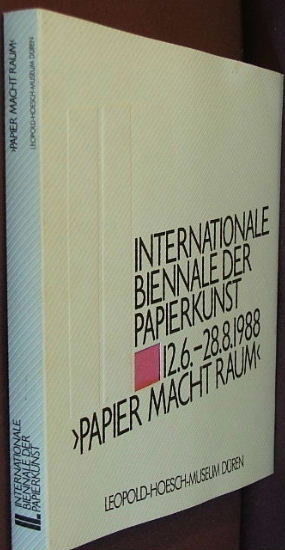 ›PAPIER MACHT RAUM‹
LEOPOLD-HOESCH-MUSEUM DÜREN
II. INTERNATIONALE
BIENNALE DER
PAPIERKUNST
INTERNATIONALE
BIENNALE DER
PAPIERKUNST
12.6.–28.8.1988
›PAPIER MACHT RAUM‹
LEOPOLD-HOESCH-MUSEUM DÜREN